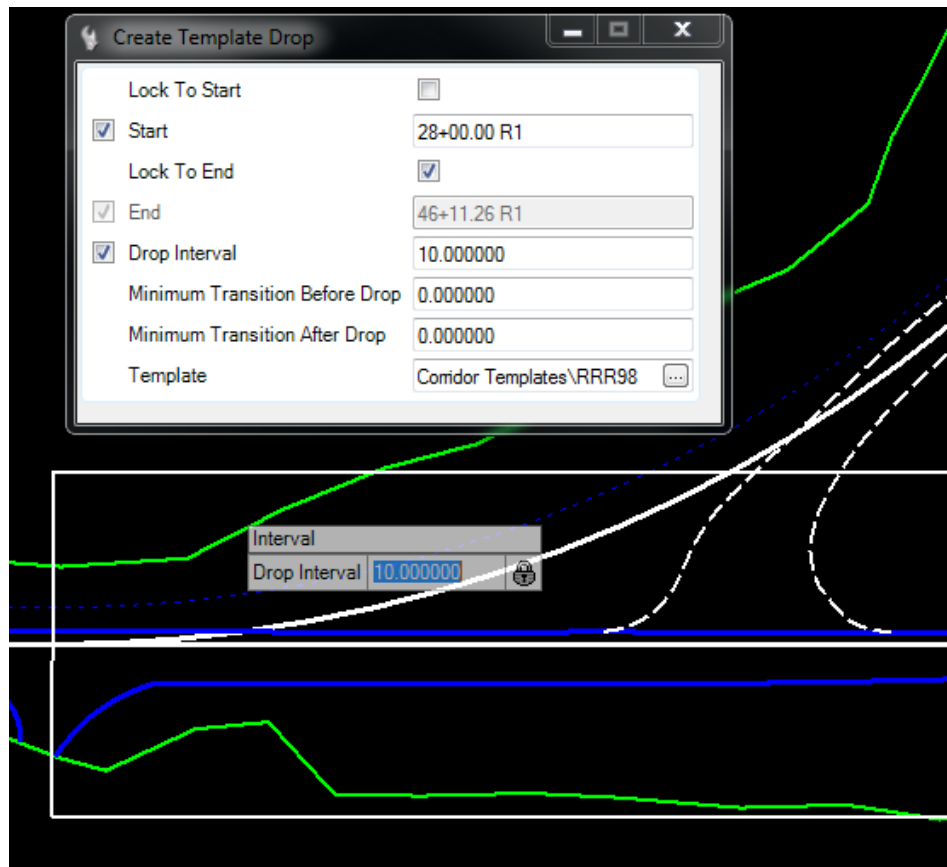 Create Template Drop
Lock To Start
Start 28+00.00 R1
Lock To End
End 46+11.26 R1
Drop Interval 10.000000
Minimum Transition Before Drop 0.000000
Minimum Transition After Drop 0.000000
Template Corridor Templates\RRR98 ...
Interval
Drop Interval 10.000000